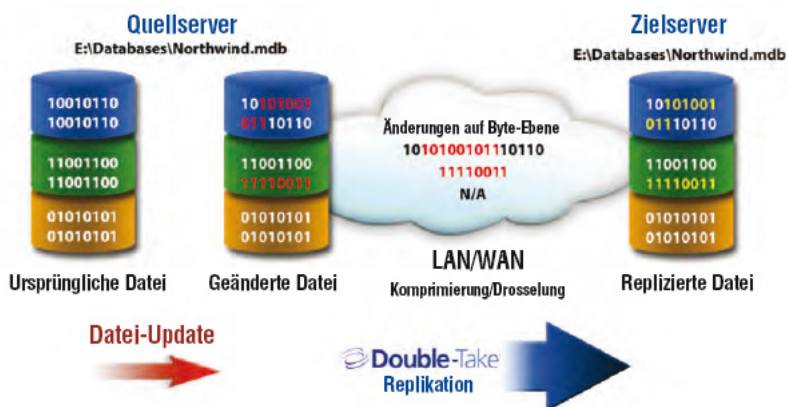 Quellserver
E:\Databases\Northwind.mdb
Zielserver
E:\Databases\Northwind.mdb
10010110
10010110
11001100
11001100
01010101
01010101
Ursprüngliche Datei
10101001
01110110
11001100
11110011
01010101
01010101
Geänderte Datei
Änderungen auf Byte-Ebene
1010100101110110
11110011
N/A
LAN/WAN
Komprimierung/Drosselung
10101001
01110110
11001100
11110011
01010101
01010101
Replizierte Datei
Datei-Update
Double-Take
Replikation